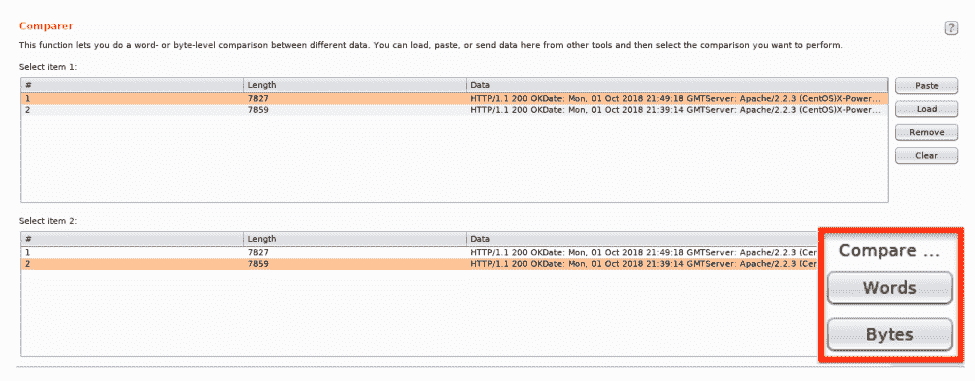 Comparer
?
This function lets you do a word- or byte-level comparison between different data. You can load, paste, or send data here from other tools and then select the comparison you want to perform.
Select item 1:
# Length Data
1 7827 HTTP/1.1 200 OKDate: Mon, 01 Oct 2018 21:49:18 GMTServer: Apache/2.2.3 (CentOS)X-Power...
2 7859 HTTP/1.1 200 OKDate: Mon, 01 Oct 2018 21:39:14 GMTServer: Apache/2.2.3 (CentOS)X-Power...
Paste
Load
Remove
Clear
Select item 2:
# Length Data
1 7827 HTTP/1.1 200 OKDate: Mon, 01 Oct 2018 21:49:18 GMTServer: Apache/2.2.3 (Cer
2 7859 HTTP/1.1 200 OKDate: Mon, 01 Oct 2018 21:39:14 GMTServer: Apache/2.2.3 (Cer
Compare ...
Words
Bytes